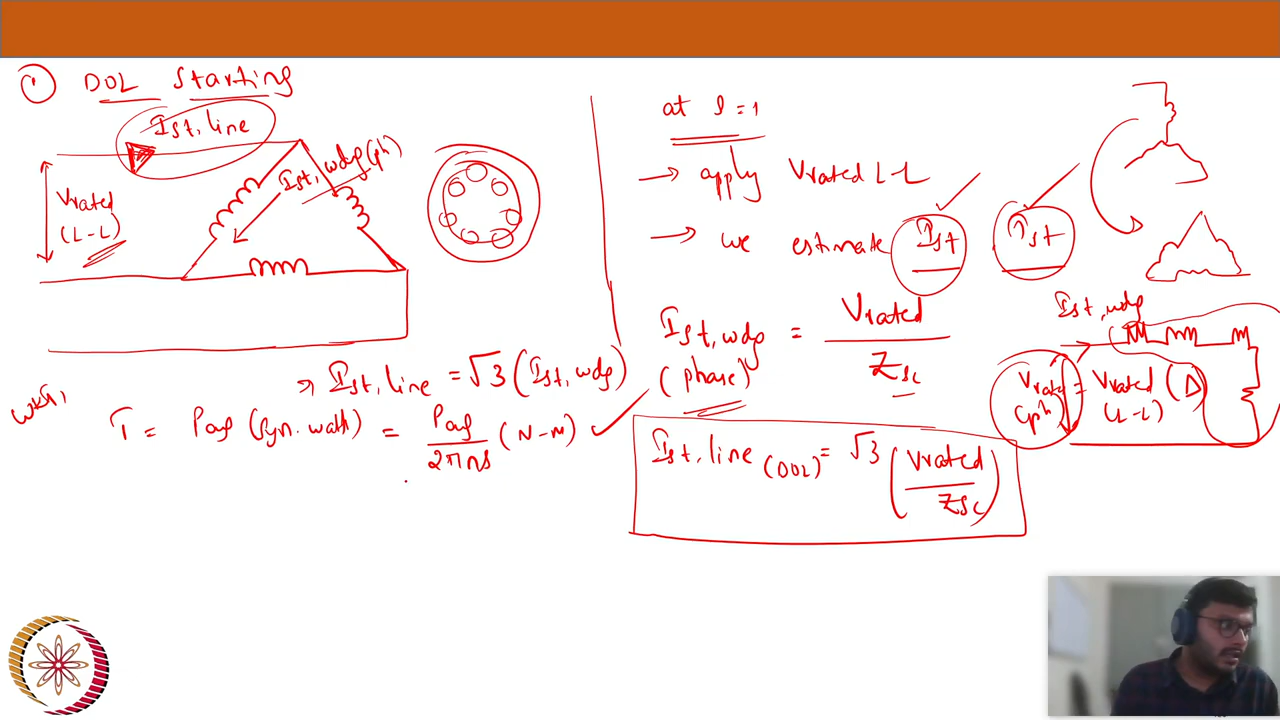 ① DOL Starting
Ist, line
Ist, wdg (ph)
Vrated
(L-L)
⇒ Ist, line = √3 (Ist, wdg)
WKT,
T = Pag (syn. watt) = Pag / 2πns (N-m)
at s = 1
→ apply Vrated L-L
→ we estimate Ist Tst
Ist, wdg = Vrated / Zsc
(phase)
Ist, line (DOL) = √3 (Vrated / Zsc)
Ist, wdg
Vrated = Vrated (Δ)
(ph) (L-L)